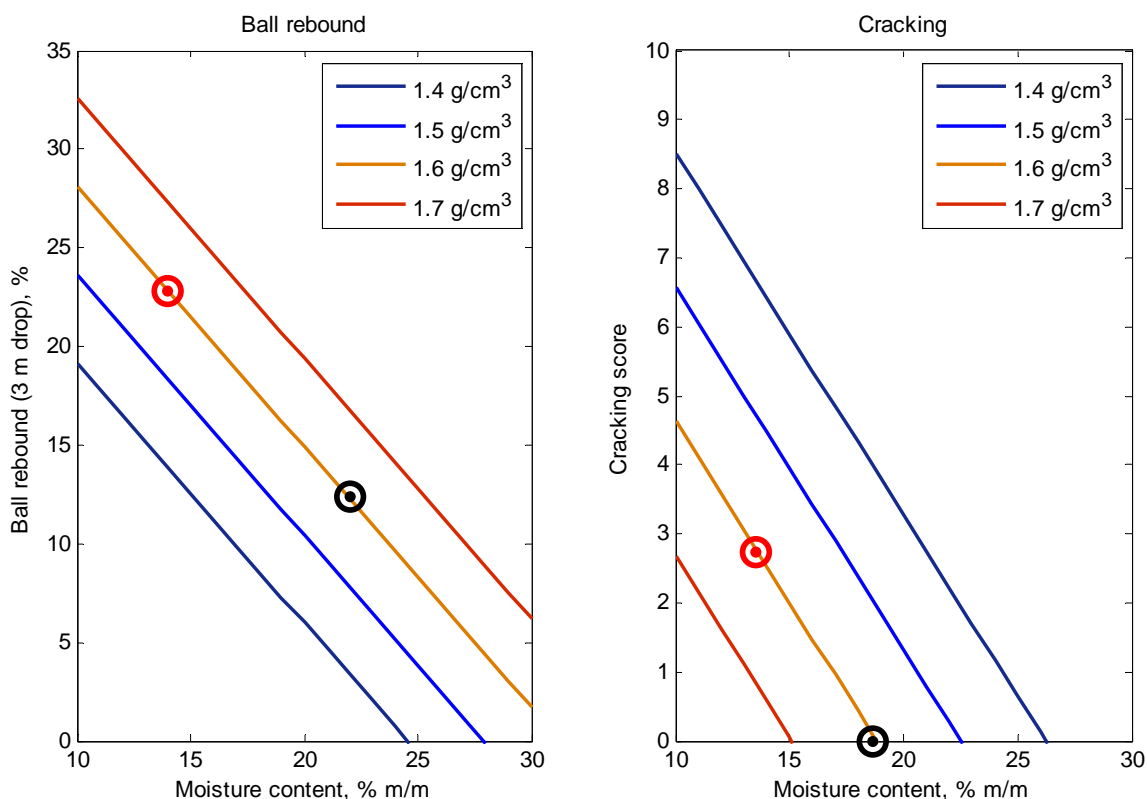 Ball rebound
35
30
25
20
15
10
5
0
Ball rebound (3 m drop), %
10
15
20
25
30
Moisture content, % m/m
1.4 g/cm³
1.5 g/cm³
1.6 g/cm³
1.7 g/cm³
Cracking
10
9
8
7
6
5
4
3
2
1
0
Cracking score
10
15
20
25
30
Moisture content, % m/m
1.4 g/cm³
1.5 g/cm³
1.6 g/cm³
1.7 g/cm³